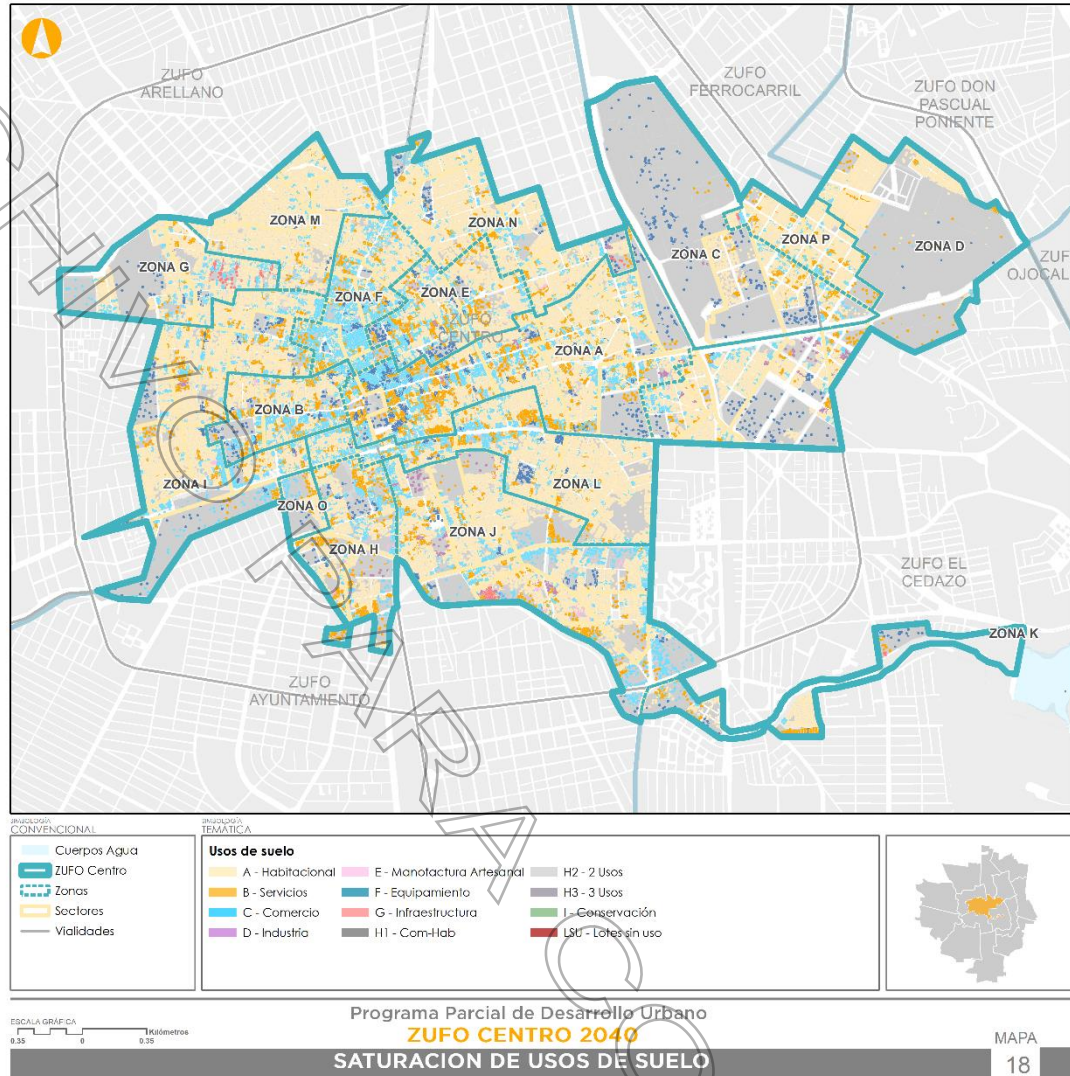 ZUFO
ARELLANO
ZUFO
FERROCARRIL
ZUFO DON
PASCUAL
PONIENTE
ZONA M
ZONA N
ZONA C
ZONA P
ZONA D
ZUF
OJOCAL
ZONA G
ZONA F
ZONA E
ZUFO
CENTRO
ZONA A
ZONA B
ZONA I
ZONA L
ZONA O
ZONA J
ZONA H
ZUFO EL
CEDAZO
ZONA K
ZUFO
AYUNTAMIENTO
SIMBOLOGÍA
CONVENCIONAL
Cuerpos Agua
ZUFO Centro
Zonas
Sectores
Vialidades
SIMBOLOGÍA
TEMÁTICA
Usos de suelo
A - Habitacional
B - Servicios
C - Comercio
D - Industria
E - Manofactura Artesanal
F - Equipamiento
G - Infraestructura
H1 - Com-Hab
H2 - 2 Usos
H3 - 3 Usos
I - Conservación
LSU - Lotes sin uso
ESCALA GRÁFICA
Kilómetros
0.35 0 0.35
Programa Parcial de Desarrollo Urbano
ZUFO CENTRO 2040
SATURACION DE USOS DE SUELO
MAPA
18